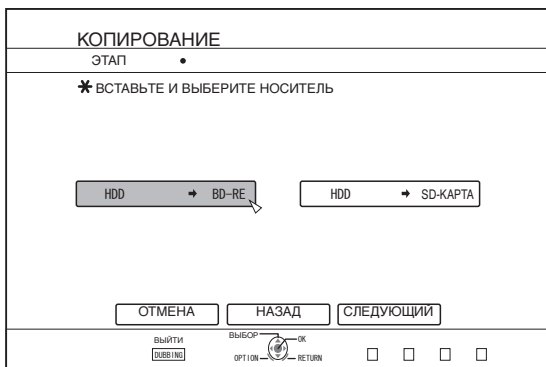 КОПИРОВАНИЕ
ЭТАП •
✱ ВСТАВЬТЕ И ВЫБЕРИТЕ НОСИТЕЛЬ
HDD ➡ BD-RE
HDD ➡ SD-КАРТА
ОТМЕНА
НАЗАД
СЛЕДУЮЩИЙ
ВЫЙТИ
DUBBING
ВЫБОР
OK
OPTION
RETURN